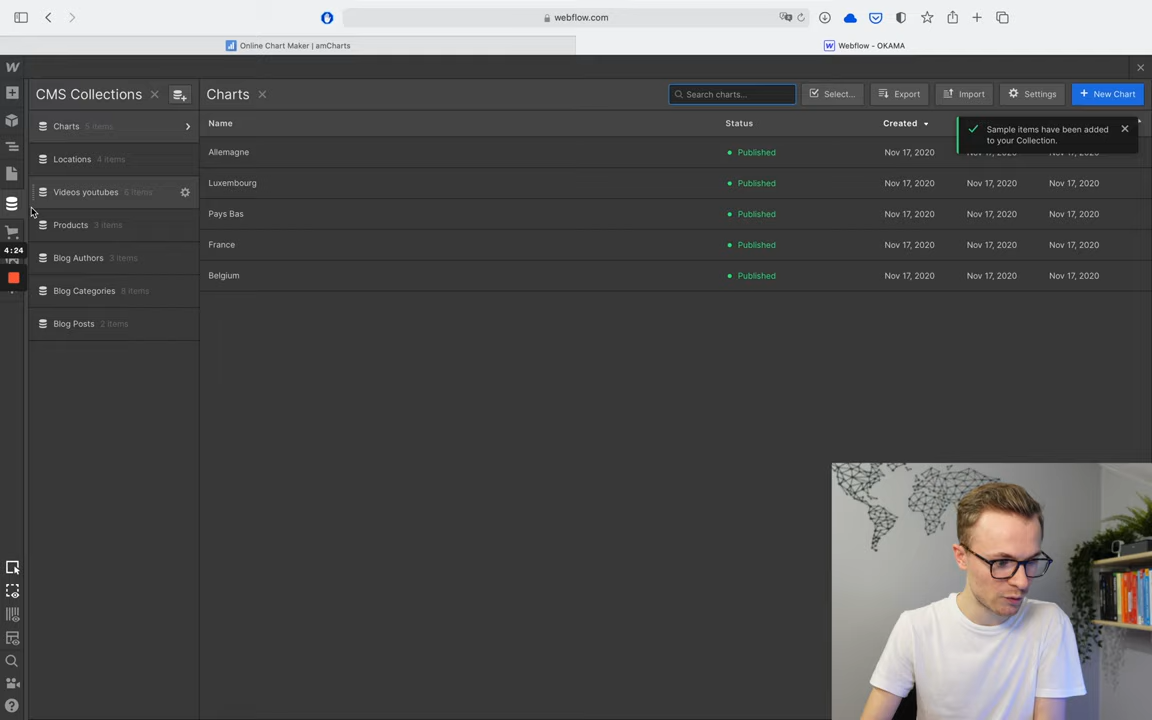 webflow.com
Online Chart Maker | amCharts
Webflow - OKAMA
CMS Collections
Charts
Search charts...
Select...
Export
Import
Settings
New Chart
Charts 5 items
Locations 4 items
Videos youtubes 6 items
Products 3 items
Blog Authors 3 items
Blog Categories 8 items
Blog Posts 2 items
4:24
Name Status Created
Allemagne Published Nov 17, 2020
Luxembourg Published Nov 17, 2020 Nov 17, 2020 Nov 17, 2020
Pays Bas Published Nov 17, 2020 Nov 17, 2020 Nov 17, 2020
France Published Nov 17, 2020 Nov 17, 2020 Nov 17, 2020
Belgium Published Nov 17, 2020 Nov 17, 2020 Nov 17, 2020
Sample items have been added
to your Collection.